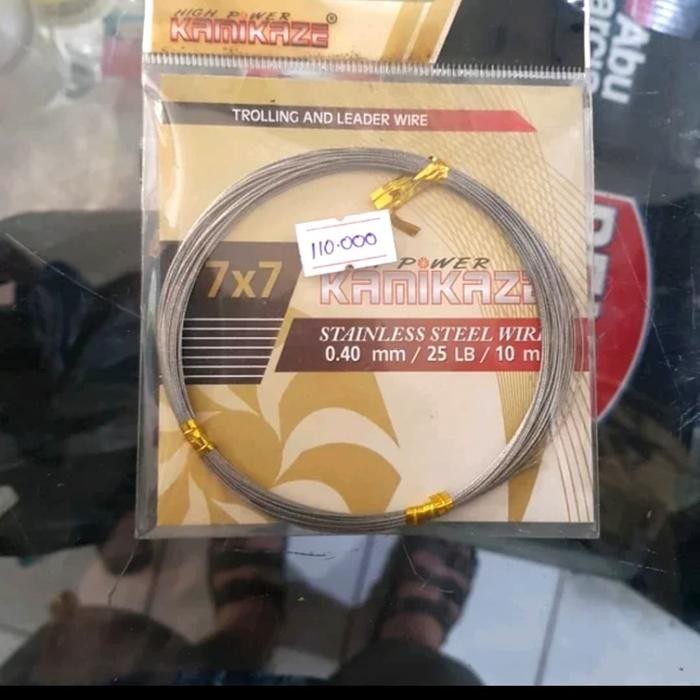 HIGH POWER
KAMIKAZE®
TROLLING AND LEADER WIRE
110.000
7x7
POWER
KAMIKAZE
STAINLESS STEEL WIRE
0.40 mm / 25 LB / 10 m
Abu